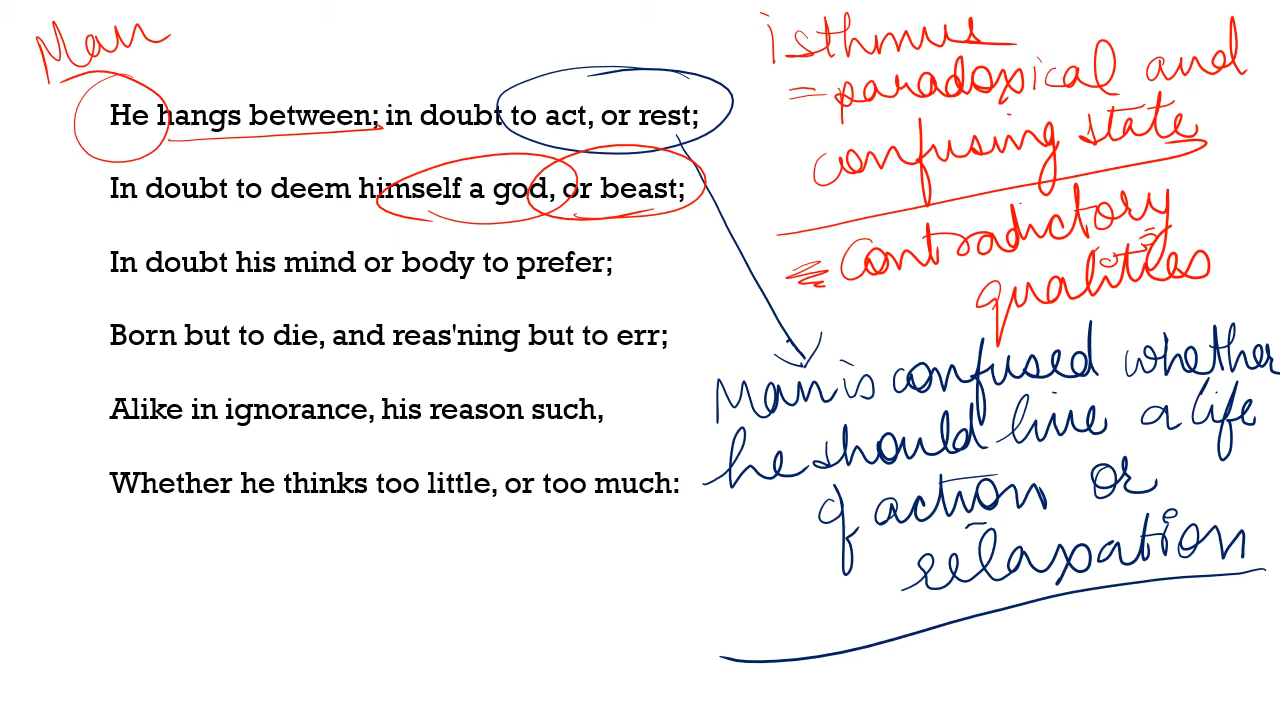 Man
He hangs between; in doubt to act, or rest;
In doubt to deem himself a god, or beast;
In doubt his mind or body to prefer;
Born but to die, and reas'ning but to err;
Alike in ignorance, his reason such,
Whether he thinks too little, or too much:
isthmus
= paradoxical and
confusing state
= contradictory
qualities
Man is confused whether
he should live a life
of action or
relaxation